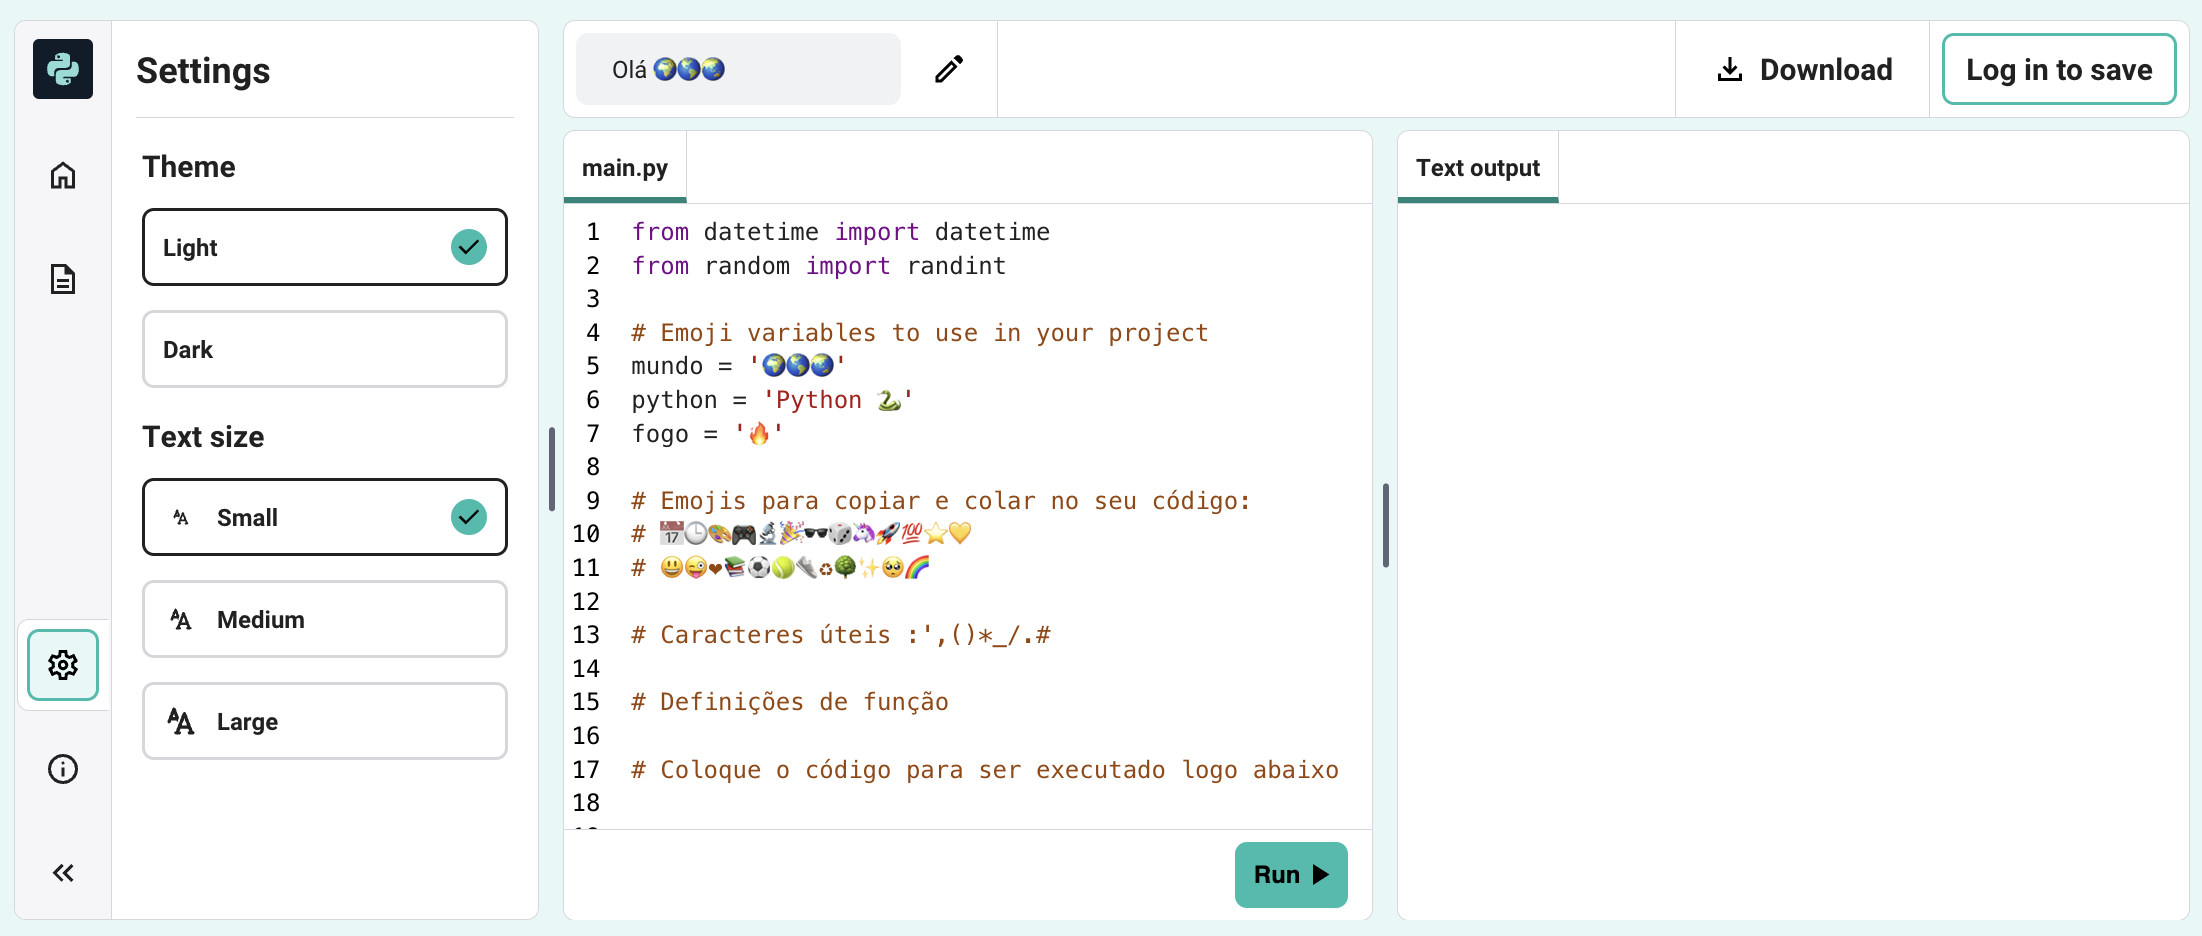 Settings
Theme
Light
Dark
Text size
Small
Medium
Large
Olá 🌍🌎🌏
Download
Log in to save
main.py
1 from datetime import datetime
2 from random import randint
3
4 # Emoji variables to use in your project
5 mundo = '🌍🌎🌏'
6 python = 'Python 🐍'
7 fogo = '🔥'
8
9 # Emojis para copiar e colar no seu código:
10 # 📅🕒🎨🎮🔬🎉🕶️🎲🦄🚀💯⭐💛
11 # 😃😜❤📚⚽🎾👟♻🌳✨🥺🌈
12
13 # Caracteres úteis :',()*_/.#
14
15 # Definições de função
16
17 # Coloque o código para ser executado logo abaixo
18
Run
Text output